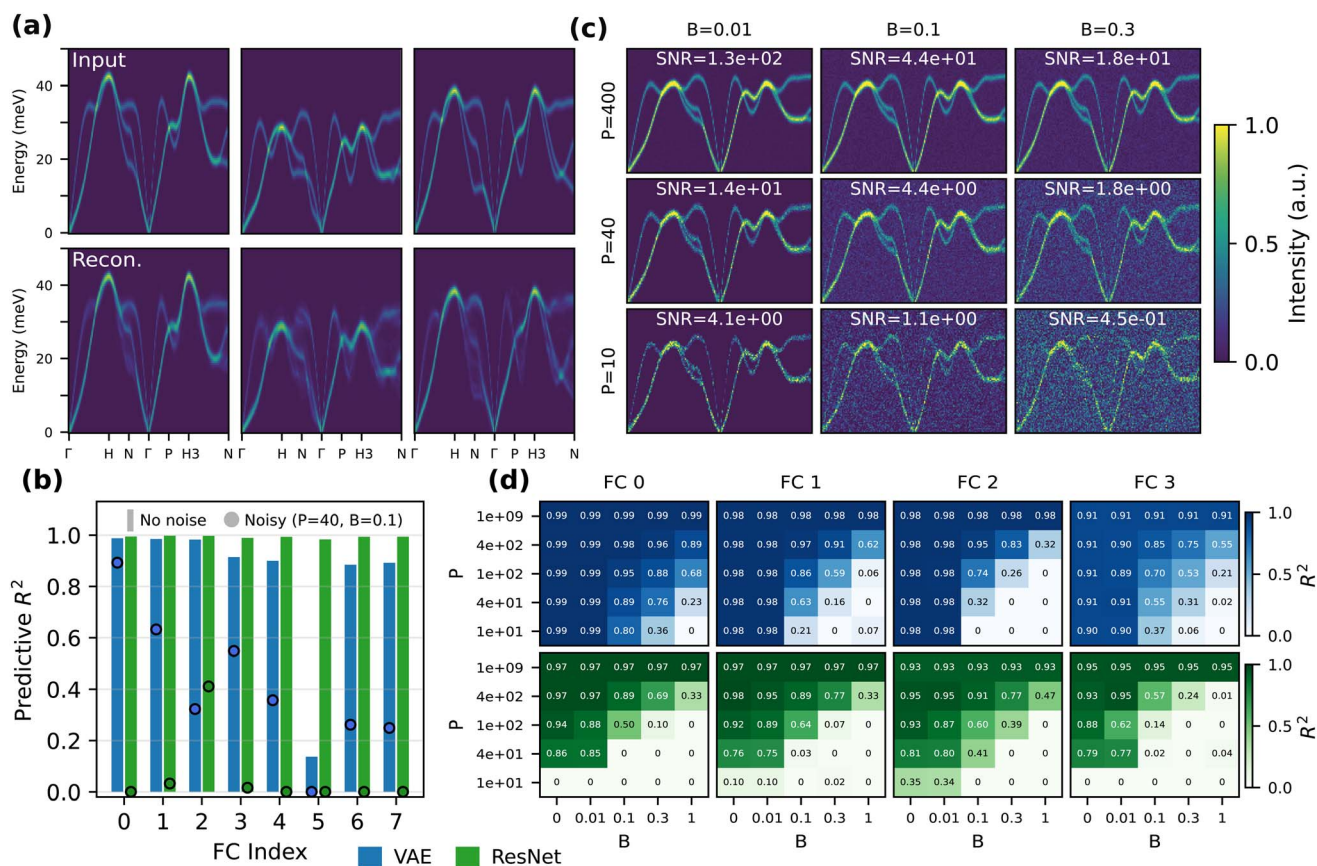 (a)
Input
Energy (meV)
40
20
0
Recon.
Energy (meV)
40
20
0
Γ H N Γ P H3 N H N Γ P H3 N H N Γ P H3 N
(c)
B=0.01 B=0.1 B=0.3
P=400
SNR=1.3e+02 SNR=4.4e+01 SNR=1.8e+01
P=40
SNR=1.4e+01 SNR=4.4e+00 SNR=1.8e+00
P=10
SNR=4.1e+00 SNR=1.1e+00 SNR=4.5e-01
1.0
0.5
0.0
Intensity (a.u.)
(b)
No noise Noisy (P=40, B=0.1)
Predictive R²
1.0
0.8
0.6
0.4
0.2
0.0
0 1 2 3 4 5 6 7
FC Index
VAE ResNet
(d)
FC 0 FC 1 FC 2 FC 3
P
1e+09 0.99 0.99 0.99 0.99 0.99 0.98 0.98 0.98 0.98 0.98 0.98 0.98 0.98 0.98 0.98 0.91 0.91 0.91 0.91 0.91
4e+02 0.99 0.99 0.98 0.96 0.89 0.98 0.98 0.97 0.91 0.62 0.98 0.98 0.95 0.83 0.32 0.91 0.90 0.85 0.75 0.55
1e+02 0.99 0.99 0.95 0.88 0.68 0.98 0.98 0.86 0.59 0.06 0.98 0.98 0.74 0.26 0 0.91 0.89 0.70 0.53 0.21
4e+01 0.99 0.99 0.89 0.76 0.23 0.98 0.98 0.63 0.16 0 0.98 0.98 0.32 0 0 0.91 0.91 0.55 0.31 0.02
1e+01 0.99 0.99 0.80 0.36 0 0.98 0.98 0.21 0 0.07 0.98 0.98 0 0 0 0.90 0.90 0.37 0.06 0
1.0
0.5
0.0
R²
P
1e+09 0.97 0.97 0.97 0.97 0.97 0.97 0.97 0.97 0.97 0.97 0.93 0.93 0.93 0.93 0.93 0.95 0.95 0.95 0.95 0.95
4e+02 0.97 0.97 0.89 0.69 0.33 0.98 0.95 0.89 0.77 0.33 0.95 0.95 0.91 0.77 0.47 0.93 0.95 0.57 0.24 0.01
1e+02 0.94 0.88 0.50 0.10 0 0.92 0.89 0.64 0.07 0 0.93 0.87 0.60 0.39 0 0.88 0.62 0.14 0 0
4e+01 0.86 0.85 0 0 0 0.76 0.75 0.03 0 0 0.81 0.80 0.41 0 0 0.79 0.77 0.02 0 0.04
1e+01 0 0 0 0 0 0.10 0.10 0 0.02 0 0.35 0.34 0 0 0 0 0 0 0 0
1.0
0.5
0.0
R²
0 0.01 0.1 0.3 1 0 0.01 0.1 0.3 1 0 0.01 0.1 0.3 1 0 0.01 0.1 0.3 1
B B B B